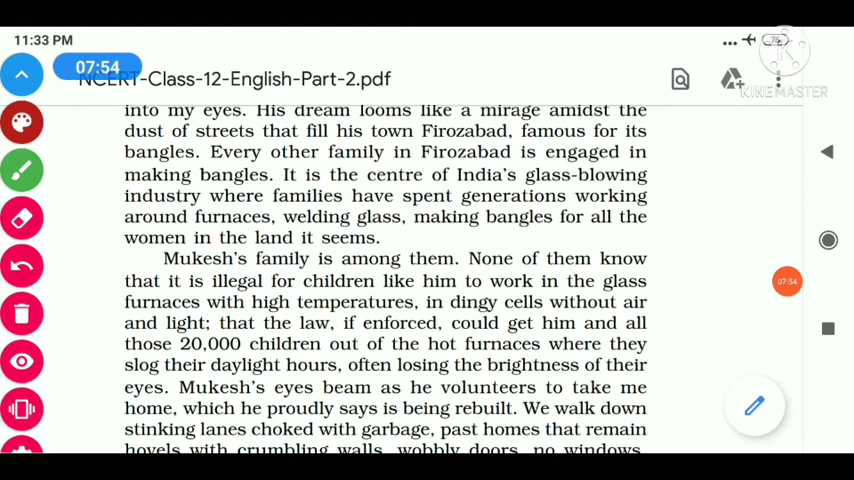 11:33 PM
76
07:54
NCERT-Class-12-English-Part-2.pdf
KINEMASTER
into my eyes. His dream looms like a mirage amidst the
dust of streets that fill his town Firozabad, famous for its
bangles. Every other family in Firozabad is engaged in
making bangles. It is the centre of India's glass-blowing
industry where families have spent generations working
around furnaces, welding glass, making bangles for all the
women in the land it seems.
Mukesh's family is among them. None of them know
that it is illegal for children like him to work in the glass
07:54
furnaces with high temperatures, in dingy cells without air
and light; that the law, if enforced, could get him and all
those 20,000 children out of the hot furnaces where they
slog their daylight hours, often losing the brightness of their
eyes. Mukesh's eyes beam as he volunteers to take me
home, which he proudly says is being rebuilt. We walk down
stinking lanes choked with garbage, past homes that remain
hovels with crumbling walls, wobbly doors, no windows,